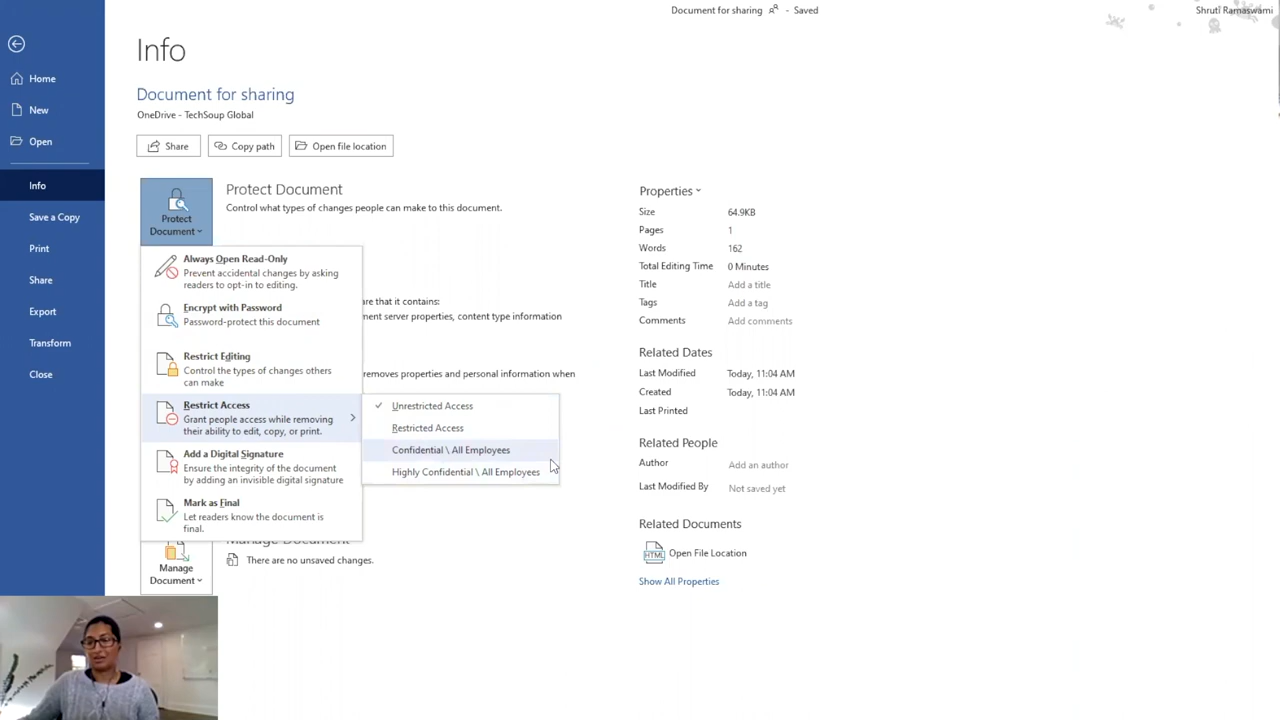 Document for sharing - Saved
Shruti Ramaswami
Info
Document for sharing
OneDrive - TechSoup Global
Home
New
Open
Info
Save a Copy
Print
Share
Export
Transform
Close
Share
Copy path
Open file location
Protect
Document
Protect Document
Control what types of changes people can make to this document.
Always Open Read-Only
Prevent accidental changes by asking
readers to opt-in to editing.
Encrypt with Password
Password-protect this document
Restrict Editing
Control the types of changes others
can make
Restrict Access
Grant people access while removing
their ability to edit, copy, or print.
Add a Digital Signature
Ensure the integrity of the document
by adding an invisible digital signature
Mark as Final
Let readers know the document is
final.
are that it contains:
ment server properties, content type information
removes properties and personal information when
Unrestricted Access
Restricted Access
Confidential \ All Employees
Highly Confidential \ All Employees
Manage Document
Manage
Document
There are no unsaved changes.
Properties
Size 64.9KB
Pages 1
Words 162
Total Editing Time 0 Minutes
Title Add a title
Tags Add a tag
Comments Add comments
Related Dates
Last Modified Today, 11:04 AM
Created Today, 11:04 AM
Last Printed
Related People
Author Add an author
Last Modified By Not saved yet
Related Documents
HTML Open File Location
Show All Properties